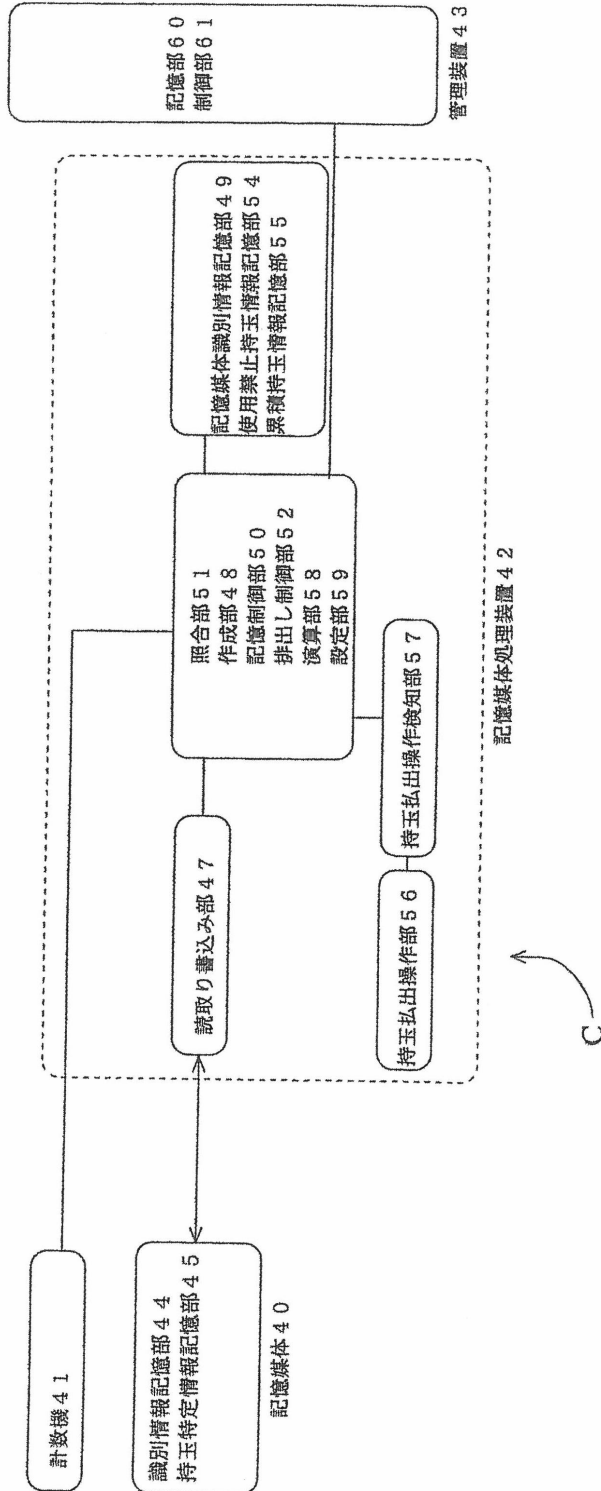 計数機41
識別情報記憶部44
持玉特定情報記憶部45
記憶媒体40
読取り書込み部47
照合部51
作成部48
記憶制御部50
排出し制御部52
演算部58
設定部59
記憶媒体識別情報記憶部49
使用禁止持玉情報記憶部54
累積持玉情報記憶部55
持玉払出操作部56
持玉払出操作検知部57
記憶媒体処理装置42
C
記憶部60
制御部61
管理装置43